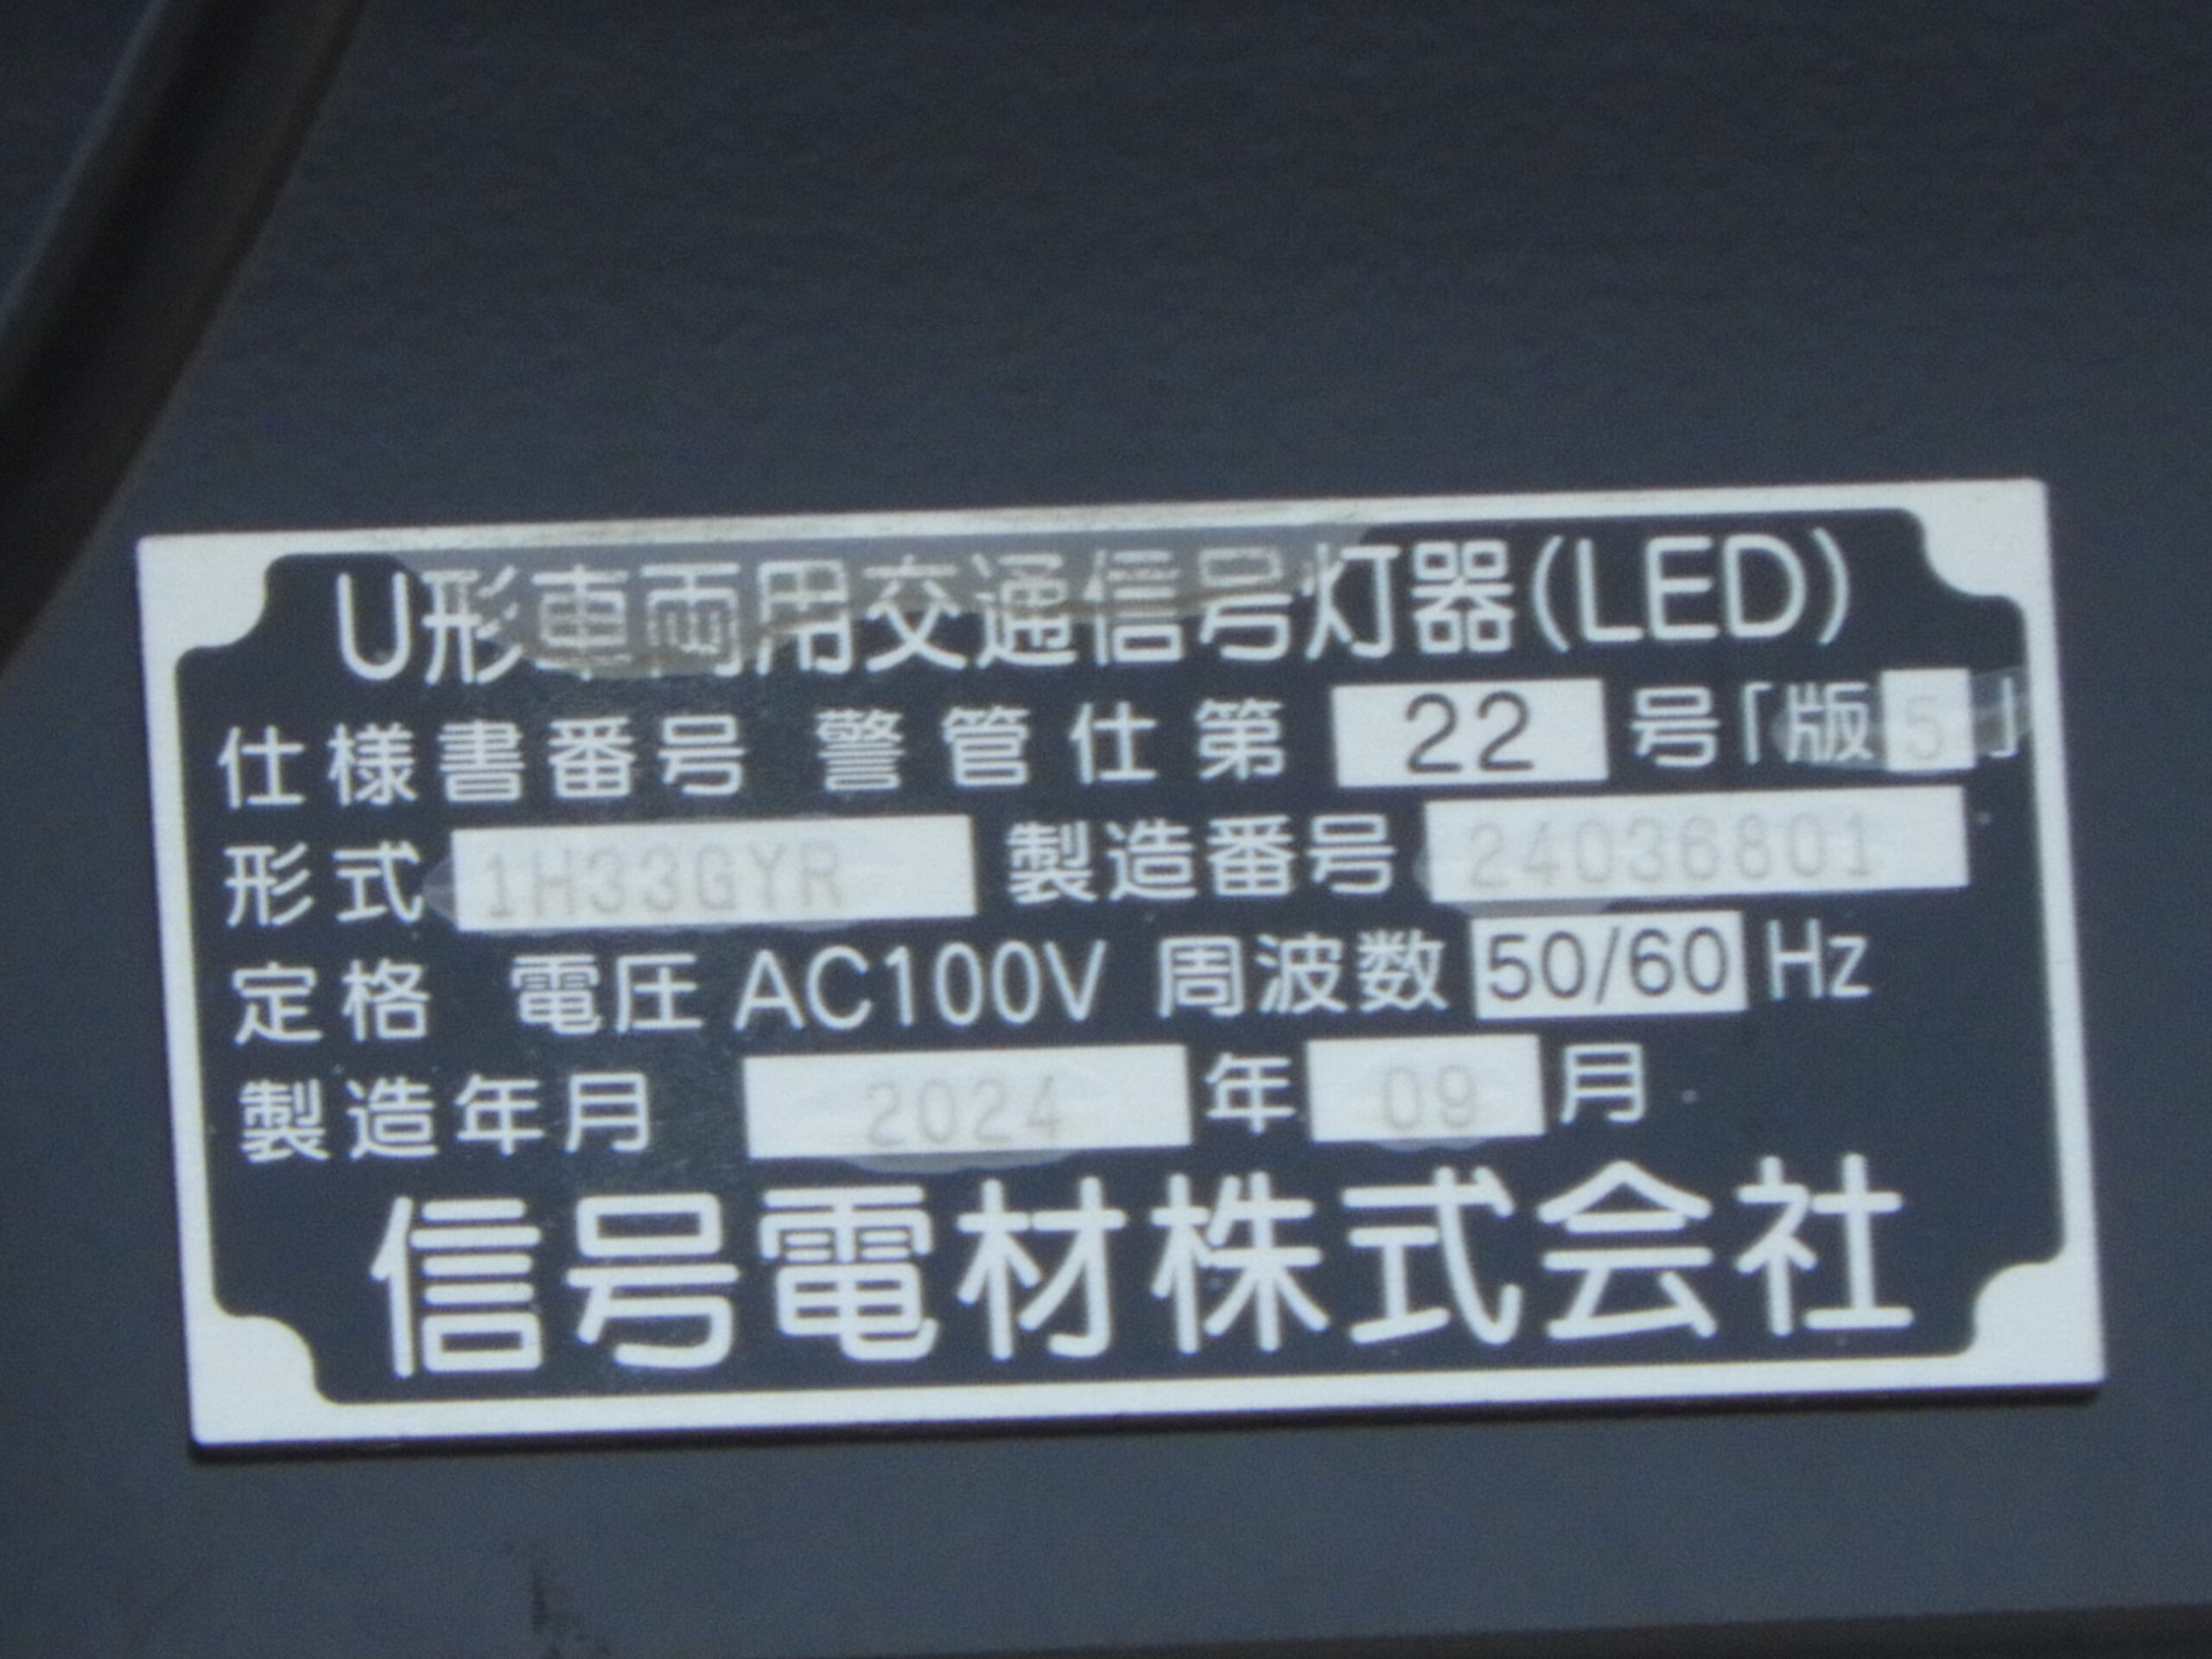 U形車両用交通信号灯器(LED)
仕様書番号 警管仕第 22 号「版5」
形式 1H33GYR 製造番号 24036801
定格 電圧 AC100V 周波数 50/60 Hz
製造年月 2024 年 09 月
信号電材株式会社